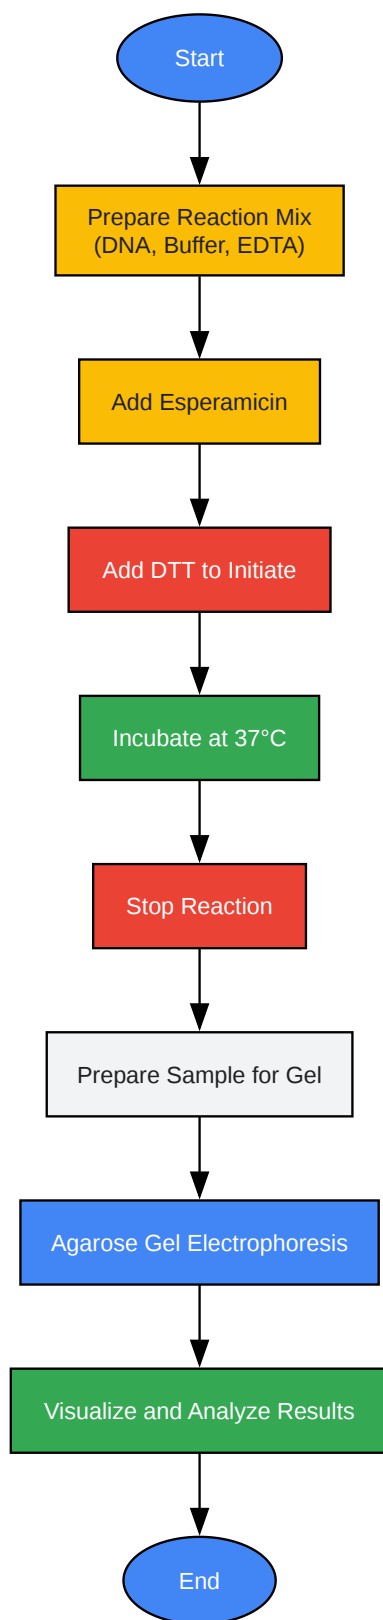 Start
Prepare Reaction Mix
(DNA, Buffer, EDTA)
Add Esperamicin
Add DTT to Initiate
Incubate at 37°C
Stop Reaction
Prepare Sample for Gel
Agarose Gel Electrophoresis
Visualize and Analyze Results
End